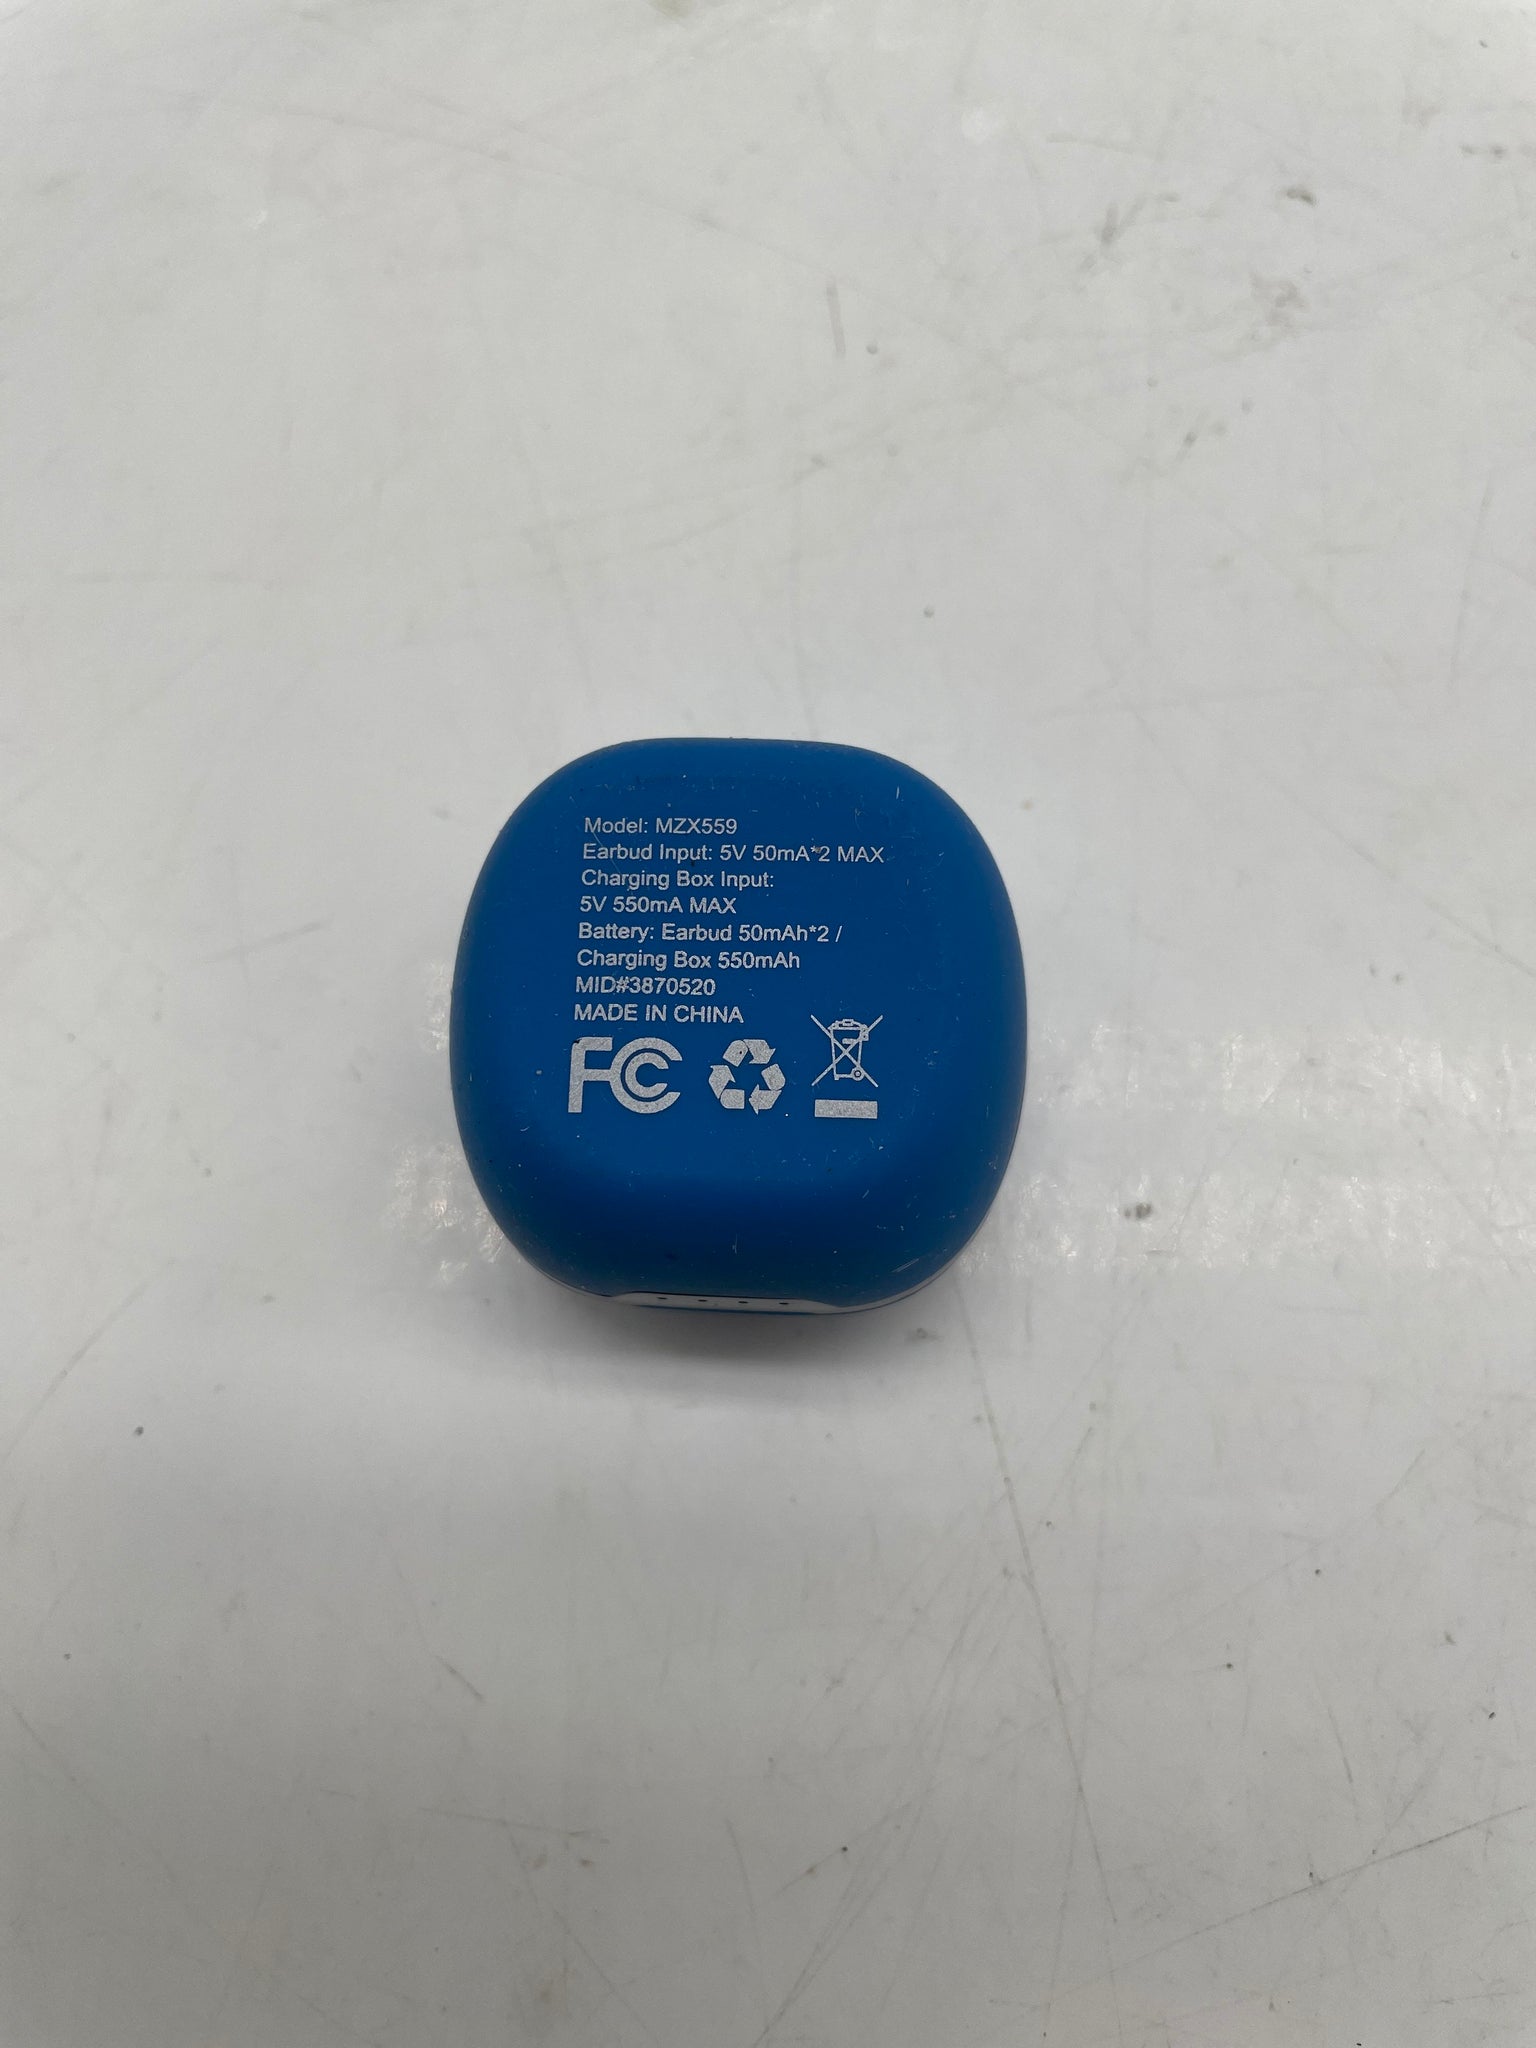 Model: MZX559
Earbud Input: 5V 50mA*2 MAX
Charging Box Input:
5V 550mA MAX
Battery: Earbud 50mAh*2 /
Charging Box 550mAh
MID#3870520
MADE IN CHINA
FC